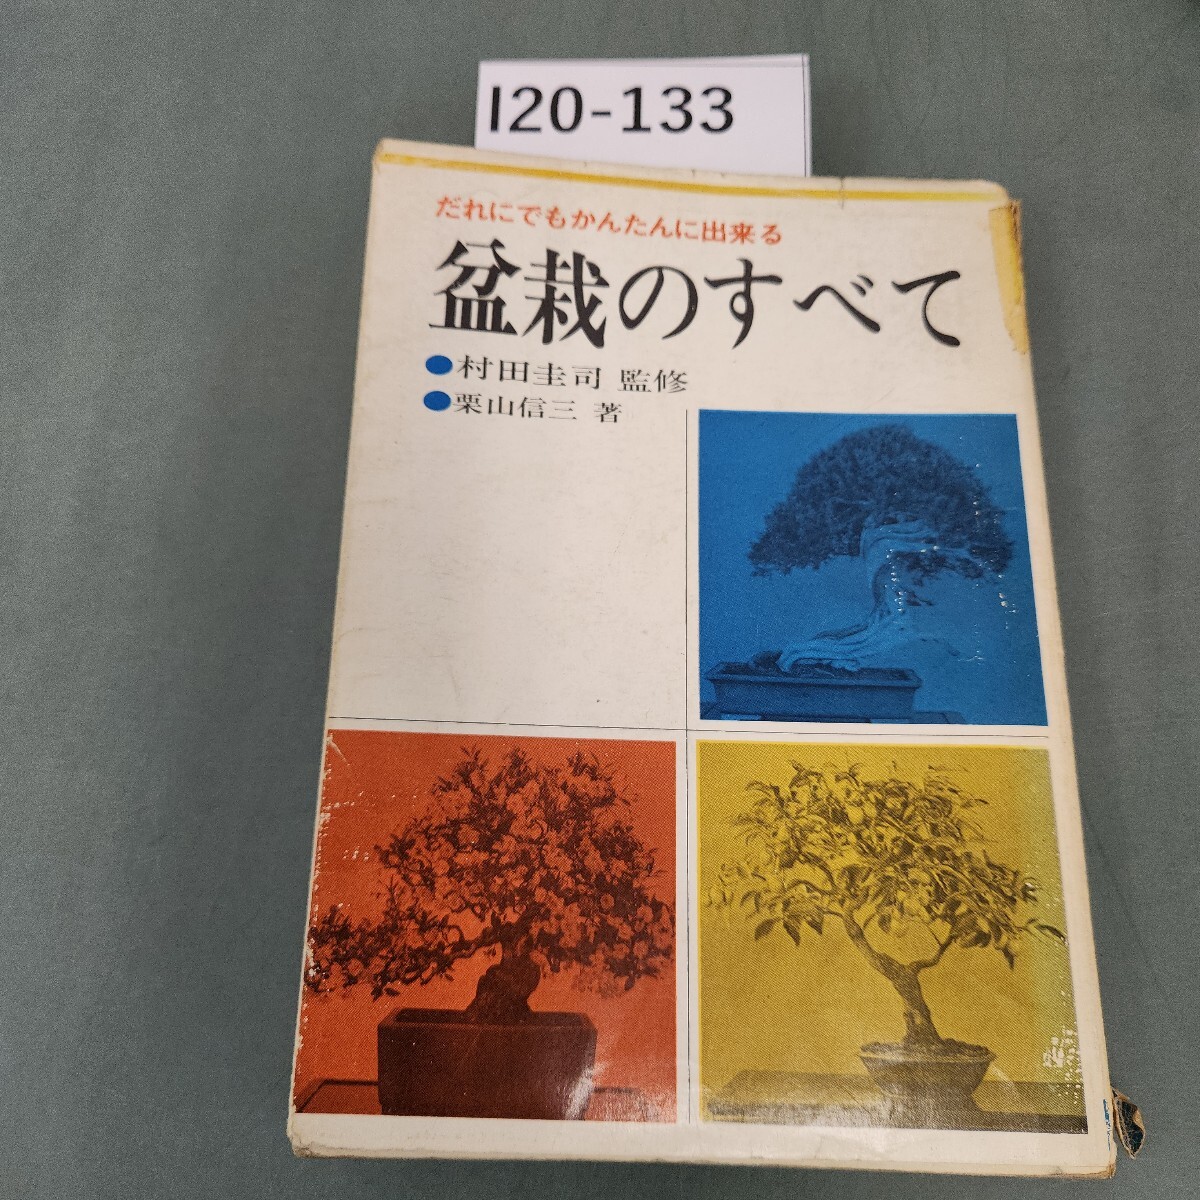 I20-133
だれにでもかんたんに出来る
盆栽のすべて
●村田圭司 監修
●栗山信三 著